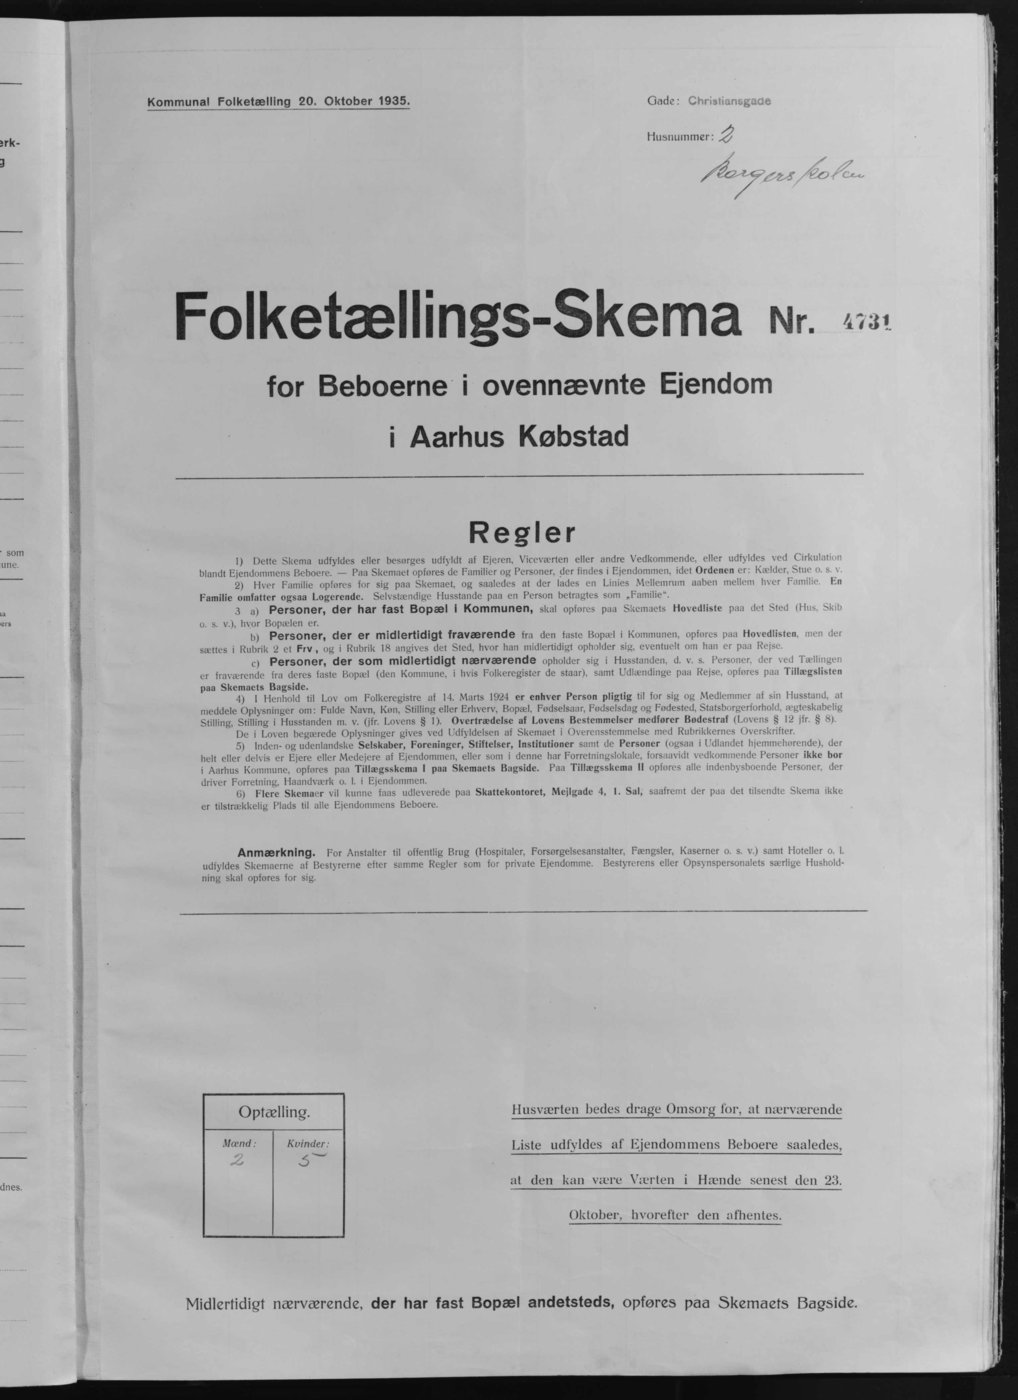 Kommunal Folketælling 20. Oktober 1935.
Gade: Christiansgade
Husnummer: 2
Borgerskolen
Folketællings-Skema Nr. 4731
for Beboerne i ovennævnte Ejendom
i Aarhus Købstad
Regler
1) Dette Skema udfyldes eller besørges udfyldt af Ejeren, Viceværten eller andre Vedkommende, eller udfyldes ved Cirkulation
blandt Ejendommens Beboere. — Paa Skemaet opføres de Familier og Personer, der findes i Ejendommen, idet Ordenen er: Kælder, Stue o. s. v.
2) Hver Familie opføres for sig paa Skemaet, og saaledes at der lades en Linies Mellemrum aaben mellem hver Familie. En
Familie omfatter ogsaa Logerende. Selvstændige Husstande paa en Person betragtes som „Familie“.
3 a) Personer, der har fast Bopæl i Kommunen, skal opføres paa Skemaets Hovedliste paa det Sted (Hus, Skib
o. s. v.), hvor Bopælen er.
b) Personer, der er midlertidigt fraværende fra den faste Bopæl i Kommunen, opføres paa Hovedlisten, men der
sættes i Rubrik 2 et Frv., og i Rubrik 18 angives det Sted, hvor han midlertidigt opholder sig, eventuelt om han er paa Rejse.
c) Personer, der som midlertidigt nærværende opholder sig i Husstanden, d. v. s. Personer, der ved Tællingen
er fraværende fra deres faste Bopæl (den Kommune, i hvis Folkeregister de staar), samt Udlændinge paa Rejse, opføres paa Tillægslisten
paa Skemaets Bagside.
4) I Henhold til Lov om Folkeregistre af 14. Marts 1924 er enhver Person pligtig til for sig og Medlemmer af sin Husstand, at
meddele Oplysninger om: Fulde Navn, Køn, Stilling eller Erhverv, Bopæl, Fødselsaar, Fødselsdag og Fødested, Statsborgerforhold, ægteskabelig
Stilling, Stilling i Husstanden m. v. (jfr. Lovens § 1). Overtrædelse af Lovens Bestemmelser medfører Bødestraf (Lovens § 12 jfr. § 8).
De i Loven begærede Oplysninger gives ved Udfyldelsen af Skemaet i Overensstemmelse med Rubrikkernes Overskrifter.
5) Inden- og udenlandske Selskaber, Foreninger, Stiftelser, Institutioner samt de Personer (ogsaa i Udlandet hjemmehørende), der
helt eller delvis er Ejere eller Medejere af Ejendommen, eller som i denne har Forretningslokale, forsaavidt vedkommende Personer ikke bor
i Aarhus Kommune, opføres paa Tillægsskema I paa Skemaets Bagside. Paa Tillægsskema II opføres alle indenbysboende Personer, der
driver Forretning, Haandværk o. l. i Ejendommen.
6) Flere Skemaer vil kunne faas udleverede paa Skattekontoret, Mejlgade 4, 1. Sal, saafremt der paa det tilsendte Skema ikke
er tilstrækkelig Plads til alle Ejendommens Beboere.
Anmærkning. For Anstalter til offentlig Brug (Hospitaler, Forsørgelsesanstalter, Fængsler, Kaserner o. s. v.) samt Hoteller o. l.
udfyldes Skemaerne af Bestyrerne efter samme Regler som for private Ejendomme. Bestyrerens eller Opsynspersonalets særlige Hushold-
ning skal opføres for sig.
Optælling.
Mænd: Kvinder:
2 5
Husværten bedes drage Omsorg for, at nærværende
Liste udfyldes af Ejendommens Beboere saaledes,
at den kan være Værten i Hænde senest den 23.
Oktober, hvorefter den afhentes.
Midlertidigt nærværende, der har fast Bopæl andetsteds, opføres paa Skemaets Bagside.